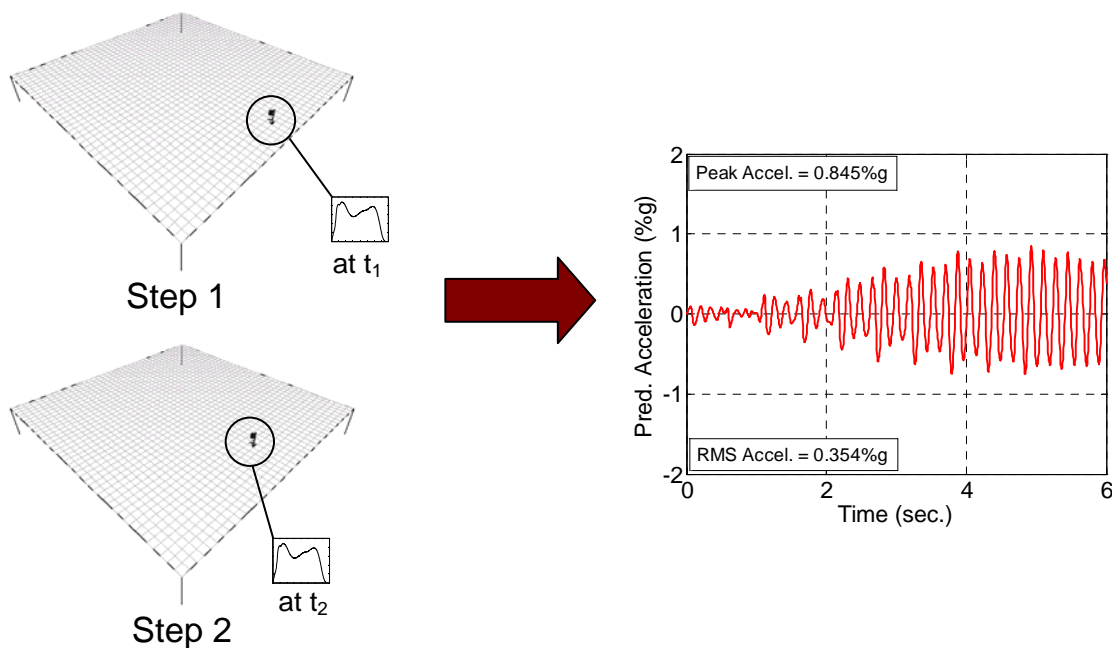 at t1
Step 1
at t2
Step 2
Peak Accel. = 0.845%g
RMS Accel. = 0.354%g
Pred. Acceleration (%g)
2
1
0
-1
-2
0
2
4
6
Time (sec.)